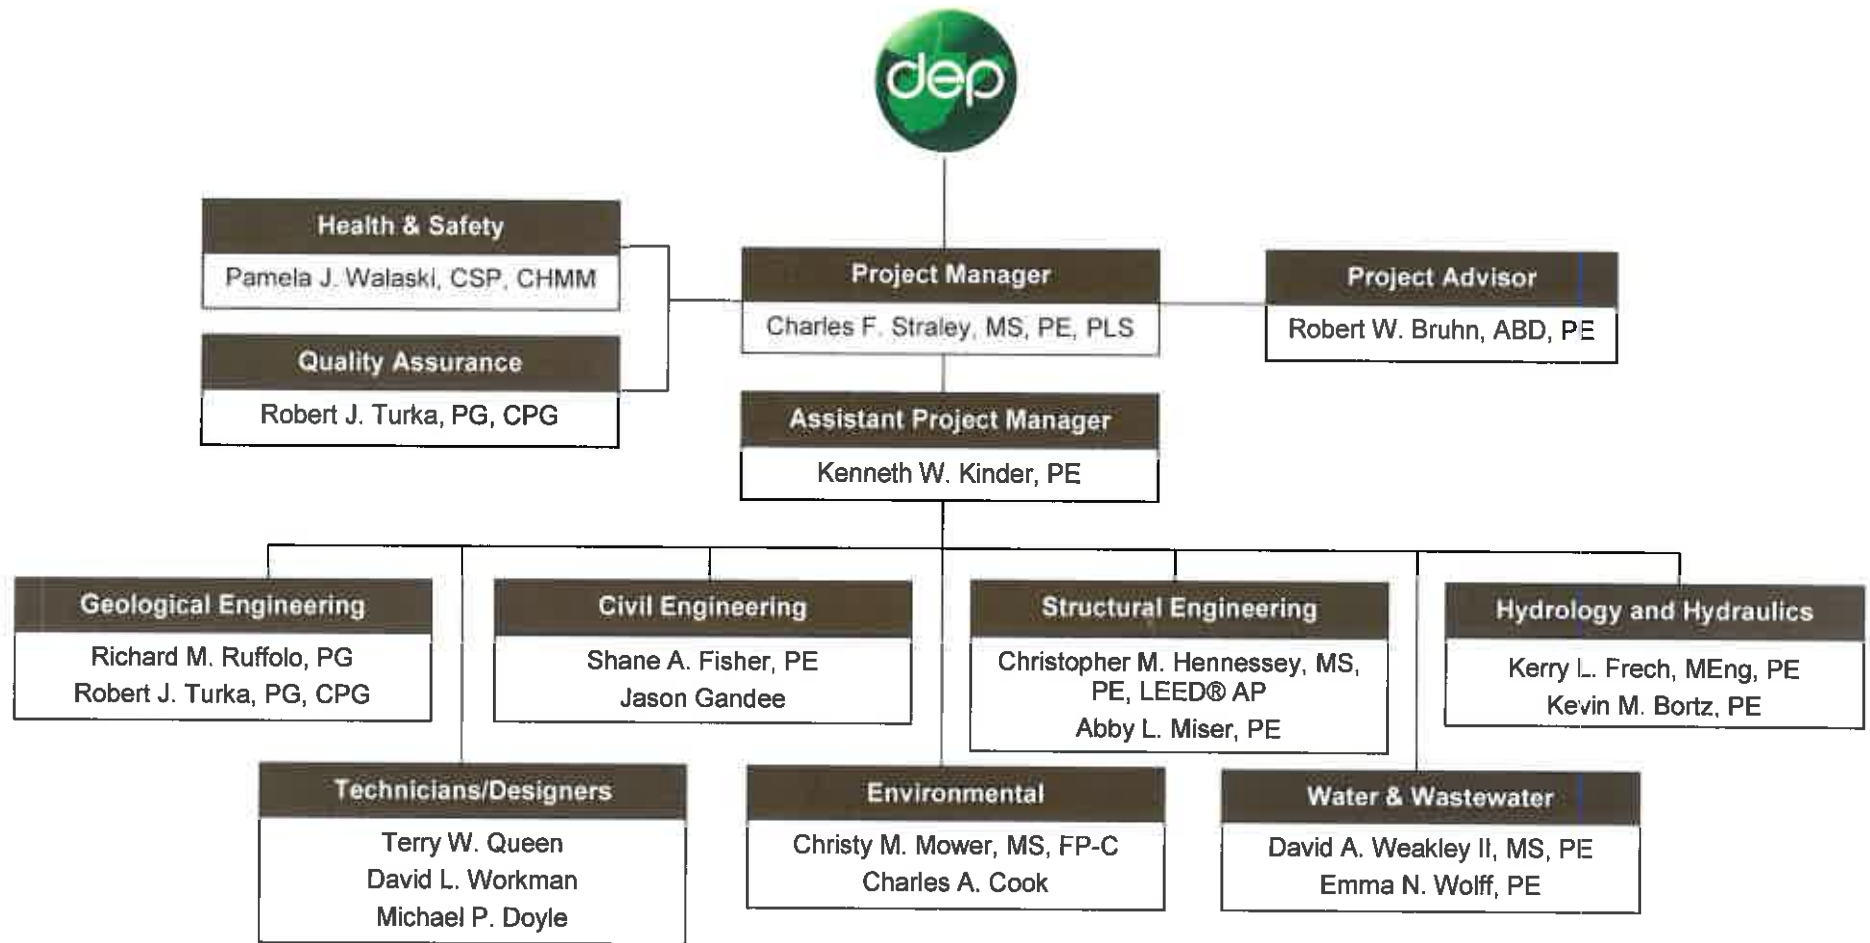 dep
Health & Safety
Pamela J. Walaski, CSP, CHMM
Quality Assurance
Robert J. Turka, PG, CPG
Project Manager
Charles F. Straley, MS, PE, PLS
Project Advisor
Robert W. Bruhn, ABD, PE
Assistant Project Manager
Kenneth W. Kinder, PE
Geological Engineering
Richard M. Ruffolo, PG
Robert J. Turka, PG, CPG
Civil Engineering
Shane A. Fisher, PE
Jason Gandee
Structural Engineering
Christopher M. Hennessey, MS,
PE, LEED® AP
Abby L. Miser, PE
Hydrology and Hydraulics
Kerry L. Frech, MEng, PE
Kevin M. Bortz, PE
Technicians/Designers
Terry W. Queen
David L. Workman
Michael P. Doyle
Environmental
Christy M. Mower, MS, FP-C
Charles A. Cook
Water & Wastewater
David A. Weakley II, MS, PE
Emma N. Wolff, PE